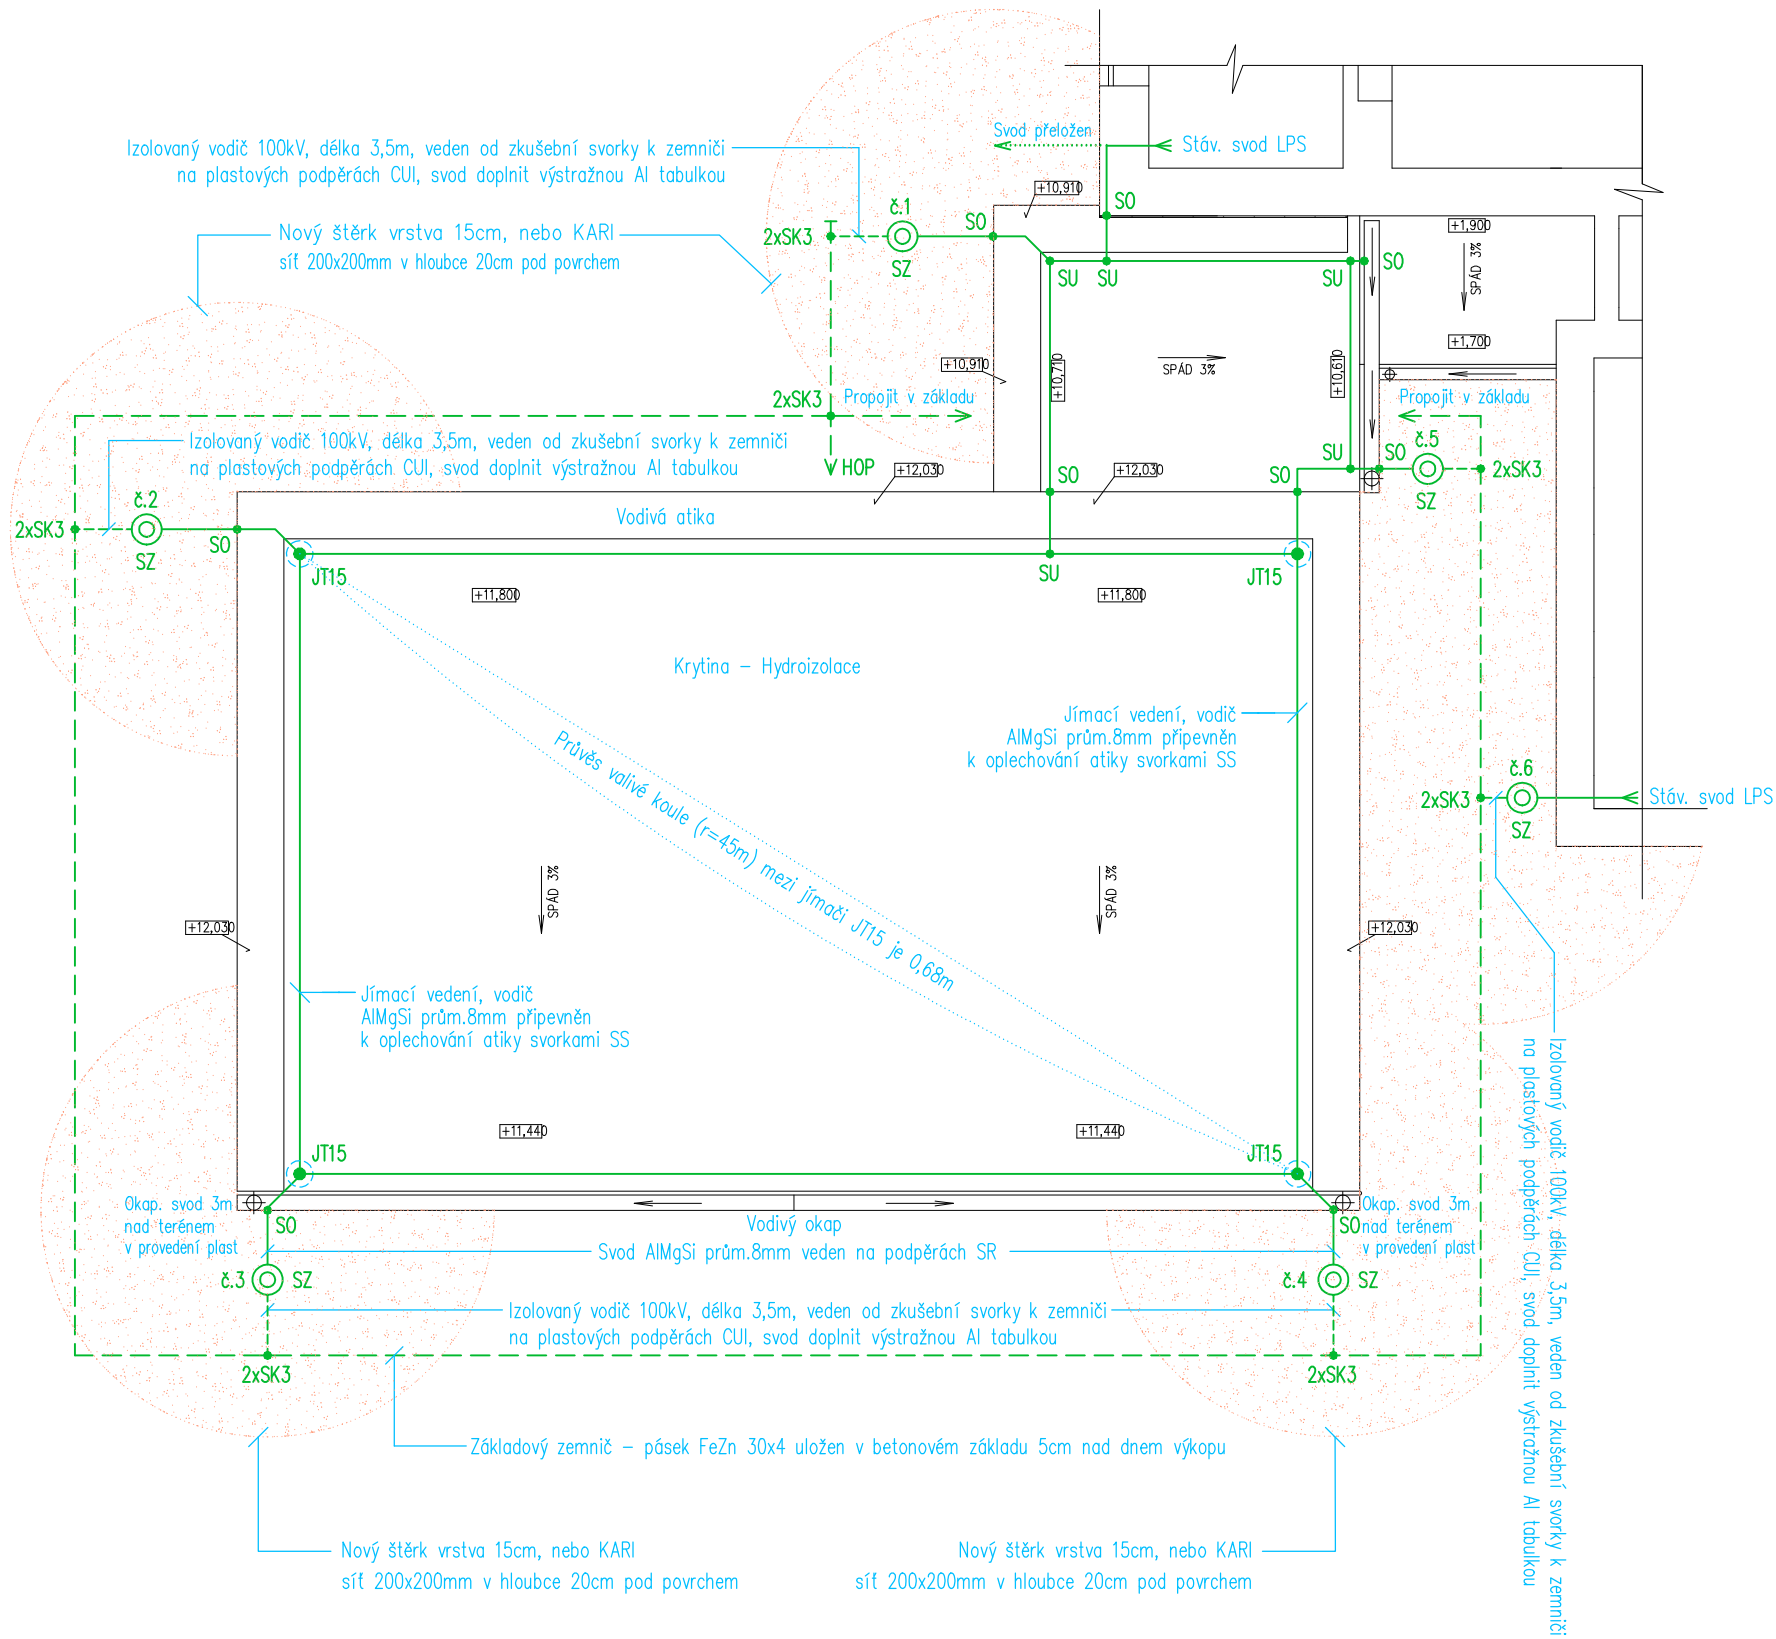 Svod přeložen
Stáv. svod LPS
Izolovaný vodič 100kV, délka 3,5m, veden od zkušební svorky k zemniči
na plastových podpěrách CUI, svod doplnit výstražnou Al tabulkou
+10,910
SO
č.1
Nový štěrk vrstva 15cm, nebo KARI
síť 200x200mm v hloubce 20cm pod povrchem
2xSK3
SO
SZ
SU
SU
SU
SO
+1,900
SPÁD 3%
+1,700
+10,910
+10,710
SPÁD 3%
+10,610
2xSK3
Propojit v základu
Propojit v základu
Izolovaný vodič 100kV, délka 3,5m, veden od zkušební svorky k zemniči
na plastových podpěrách CUI, svod doplnit výstražnou Al tabulkou
HOP
+12,030
SO
+12,030
SO
SU
SO
č.5
2xSK3
SZ
č.2
2xSK3
SO
SZ
Vodivá atika
JT15
SU
JT15
+11,800
+11,800
Krytina – Hydroizolace
Jímací vedení, vodič
AlMgSi prům.8mm připevněn
k oplechování atiky svorkami SS
Průvěs valivé koule (r=45m) mezi jímači JT15 je 0,68m
č.6
2xSK3
Stáv. svod LPS
SZ
SPÁD 3%
SPÁD 3%
+12,030
+12,030
Jímací vedení, vodič
AlMgSi prům.8mm připevněn
k oplechování atiky svorkami SS
Izolovaný vodič 100kV, délka 3,5m, veden od zkušební svorky k zemniči
na plastových podpěrách CUI, svod doplnit výstražnou Al tabulkou
+11,440
+11,440
JT15
JT15
Okap. svod 3m
nad terénem
v provedení plast
Okap. svod 3m
nad terénem
v provedení plast
SO
Vodivý okap
SO
Svod AlMgSi prům.8mm veden na podpěrách SR
č.3
SZ
č.4
SZ
Izolovaný vodič 100kV, délka 3,5m, veden od zkušební svorky k zemniči
na plastových podpěrách CUI, svod doplnit výstražnou Al tabulkou
2xSK3
2xSK3
Základový zemnič – pásek FeZn 30x4 uložen v betonovém základu 5cm nad dnem výkopu
Nový štěrk vrstva 15cm, nebo KARI
síť 200x200mm v hloubce 20cm pod povrchem
Nový štěrk vrstva 15cm, nebo KARI
síť 200x200mm v hloubce 20cm pod povrchem